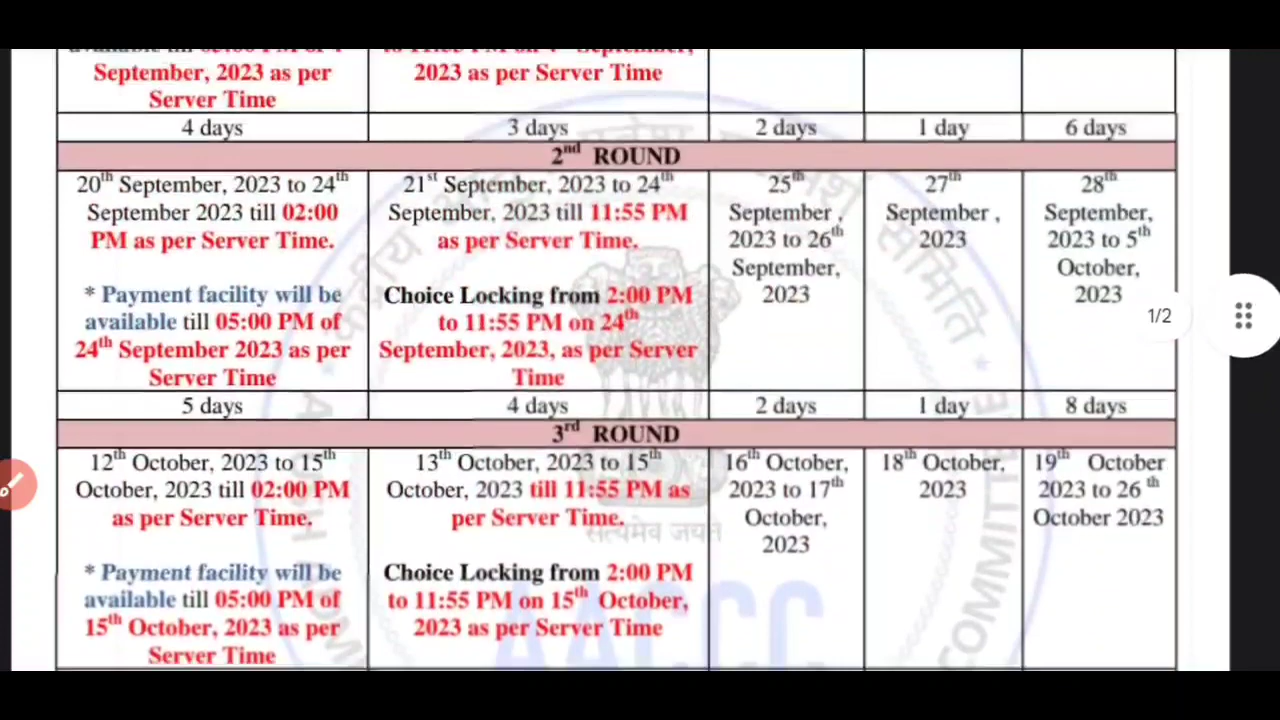 September, 2023 as per
Server Time
2023 as per Server Time
4 days
3 days
2 days
1 day
6 days
2nd ROUND
20th September, 2023 to 24th
September 2023 till 02:00
PM as per Server Time.
* Payment facility will be
available till 05:00 PM of
24th September 2023 as per
Server Time
21st September, 2023 to 24th
September, 2023 till 11:55 PM
as per Server Time.
Choice Locking from 2:00 PM
to 11:55 PM on 24th
September, 2023, as per Server
Time
25th
September ,
2023 to 26th
September,
2023
27th
September ,
2023
28th
September,
2023 to 5th
October,
2023
1/2
5 days
4 days
2 days
1 day
8 days
3rd ROUND
12th October, 2023 to 15th
October, 2023 till 02:00 PM
as per Server Time.
* Payment facility will be
available till 05:00 PM of
15th October, 2023 as per
Server Time
13th October, 2023 to 15th
October, 2023 till 11:55 PM as
per Server Time.
Choice Locking from 2:00 PM
to 11:55 PM on 15th October,
2023 as per Server Time
16th October,
2023 to 17th
October,
2023
18th October,
2023
19th October
2023 to 26 th
October 2023
सत्यमेव जयते
AACCC
COMMITTEE